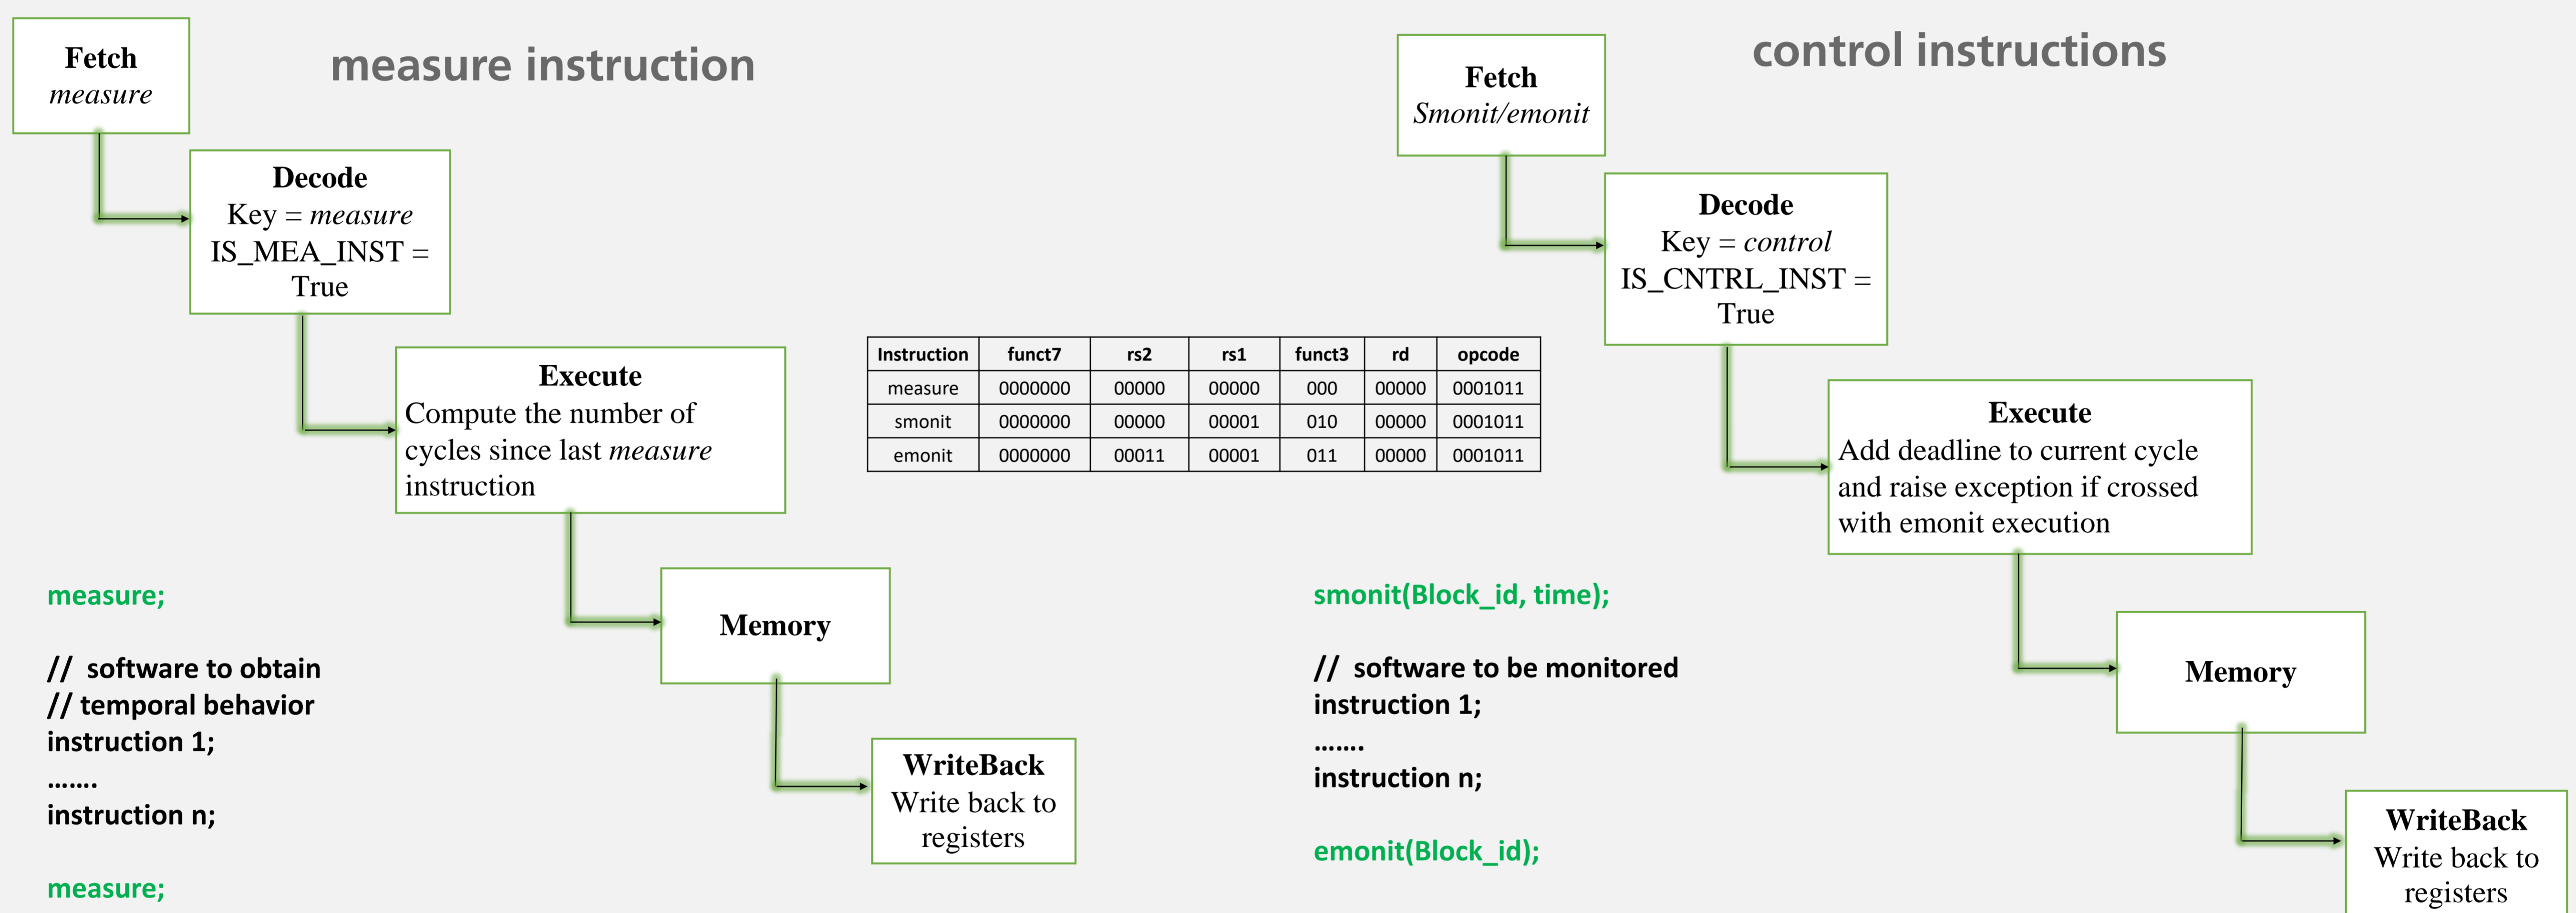 measure instruction
Fetch
measure
Decode
Key = measure
IS_MEA_INST =
True
Execute
Compute the number of
cycles since last measure
instruction
Memory
WriteBack
Write back to
registers
measure;
//  software to obtain
// temporal behavior
instruction 1;
…….
instruction n;
measure;
Instruction funct7 rs2 rs1 funct3 rd opcode
measure 0000000 00000 00000 000 00000 0001011
smonit 0000000 00000 00001 010 00000 0001011
emonit 0000000 00011 00001 011 00000 0001011
control instructions
Fetch
Smonit/emonit
Decode
Key = control
IS_CNTRL_INST =
True
Execute
Add deadline to current cycle
and raise exception if crossed
with emonit execution
Memory
WriteBack
Write back to
registers
smonit(Block_id, time);
//  software to be monitored
instruction 1;
…….
instruction n;
emonit(Block_id);